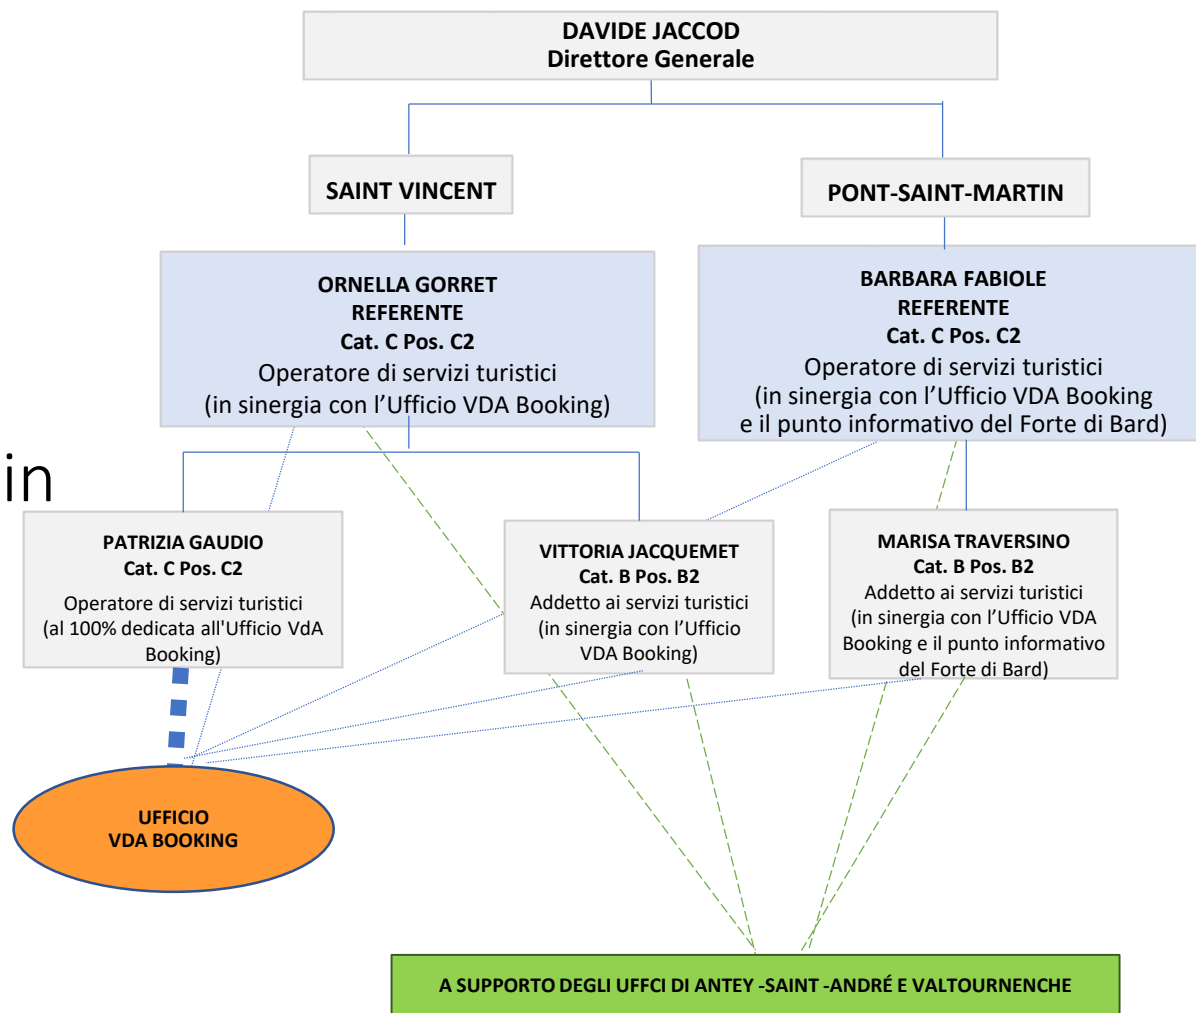 DAVIDE JACCOD
Direttore Generale
SAINT VINCENT
PONT-SAINT-MARTIN
ORNELLA GORRET
REFERENTE
Cat. C Pos. C2
Operatore di servizi turistici
(in sinergia con l’Ufficio VDA Booking)
BARBARA FABIOLE
REFERENTE
Cat. C Pos. C2
Operatore di servizi turistici
(in sinergia con l’Ufficio VDA Booking
e il punto informativo del Forte di Bard)
in
PATRIZIA GAUDIO
Cat. C Pos. C2
Operatore di servizi turistici
(al 100% dedicata all'Ufficio VdA
Booking)
VITTORIA JACQUEMET
Cat. B Pos. B2
Addetto ai servizi turistici
(in sinergia con l’Ufficio
VDA Booking)
MARISA TRAVERSINO
Cat. B Pos. B2
Addetto ai servizi turistici
(in sinergia con l’Ufficio VDA
Booking e il punto informativo
del Forte di Bard)
UFFICIO
VDA BOOKING
A SUPPORTO DEGLI UFFCI DI ANTEY -SAINT -ANDRÉ E VALTOURNENCHE